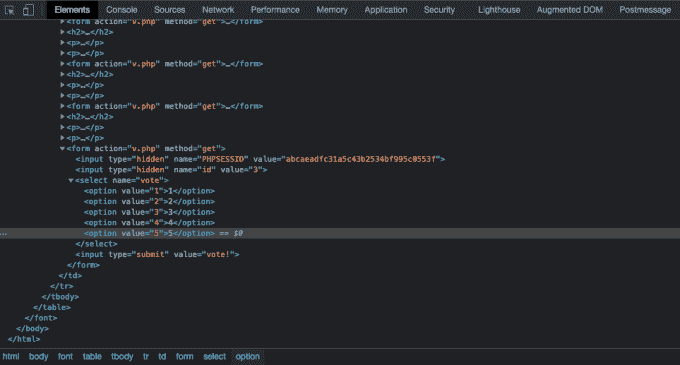 Elements Console Sources Network Performance Memory Application Security Lighthouse Augmented DOM Postmessage
<form action="v.php" method="get">…</form>
<h2>…</h2>
<p>…</p>
<p>…</p>
<form action="v.php" method="get">…</form>
<h2>…</h2>
<p>…</p>
<p>…</p>
<form action="v.php" method="get">…</form>
<h2>…</h2>
<p>…</p>
<p>…</p>
<form action="v.php" method="get">
<input type="hidden" name="PHPSESSID" value="abcaeadfc31a5c43b2534bf995c0553f">
<input type="hidden" name="id" value="3">
<select name="vote">
<option value="1">1</option>
<option value="2">2</option>
<option value="3">3</option>
<option value="4">4</option>
… <option value="5">5</option> == $0
</select>
<input type="submit" value="vote!">
</form>
</td>
</tr>
</tbody>
</table>
</font>
</body>
</html>
html body font table tbody tr td form select option